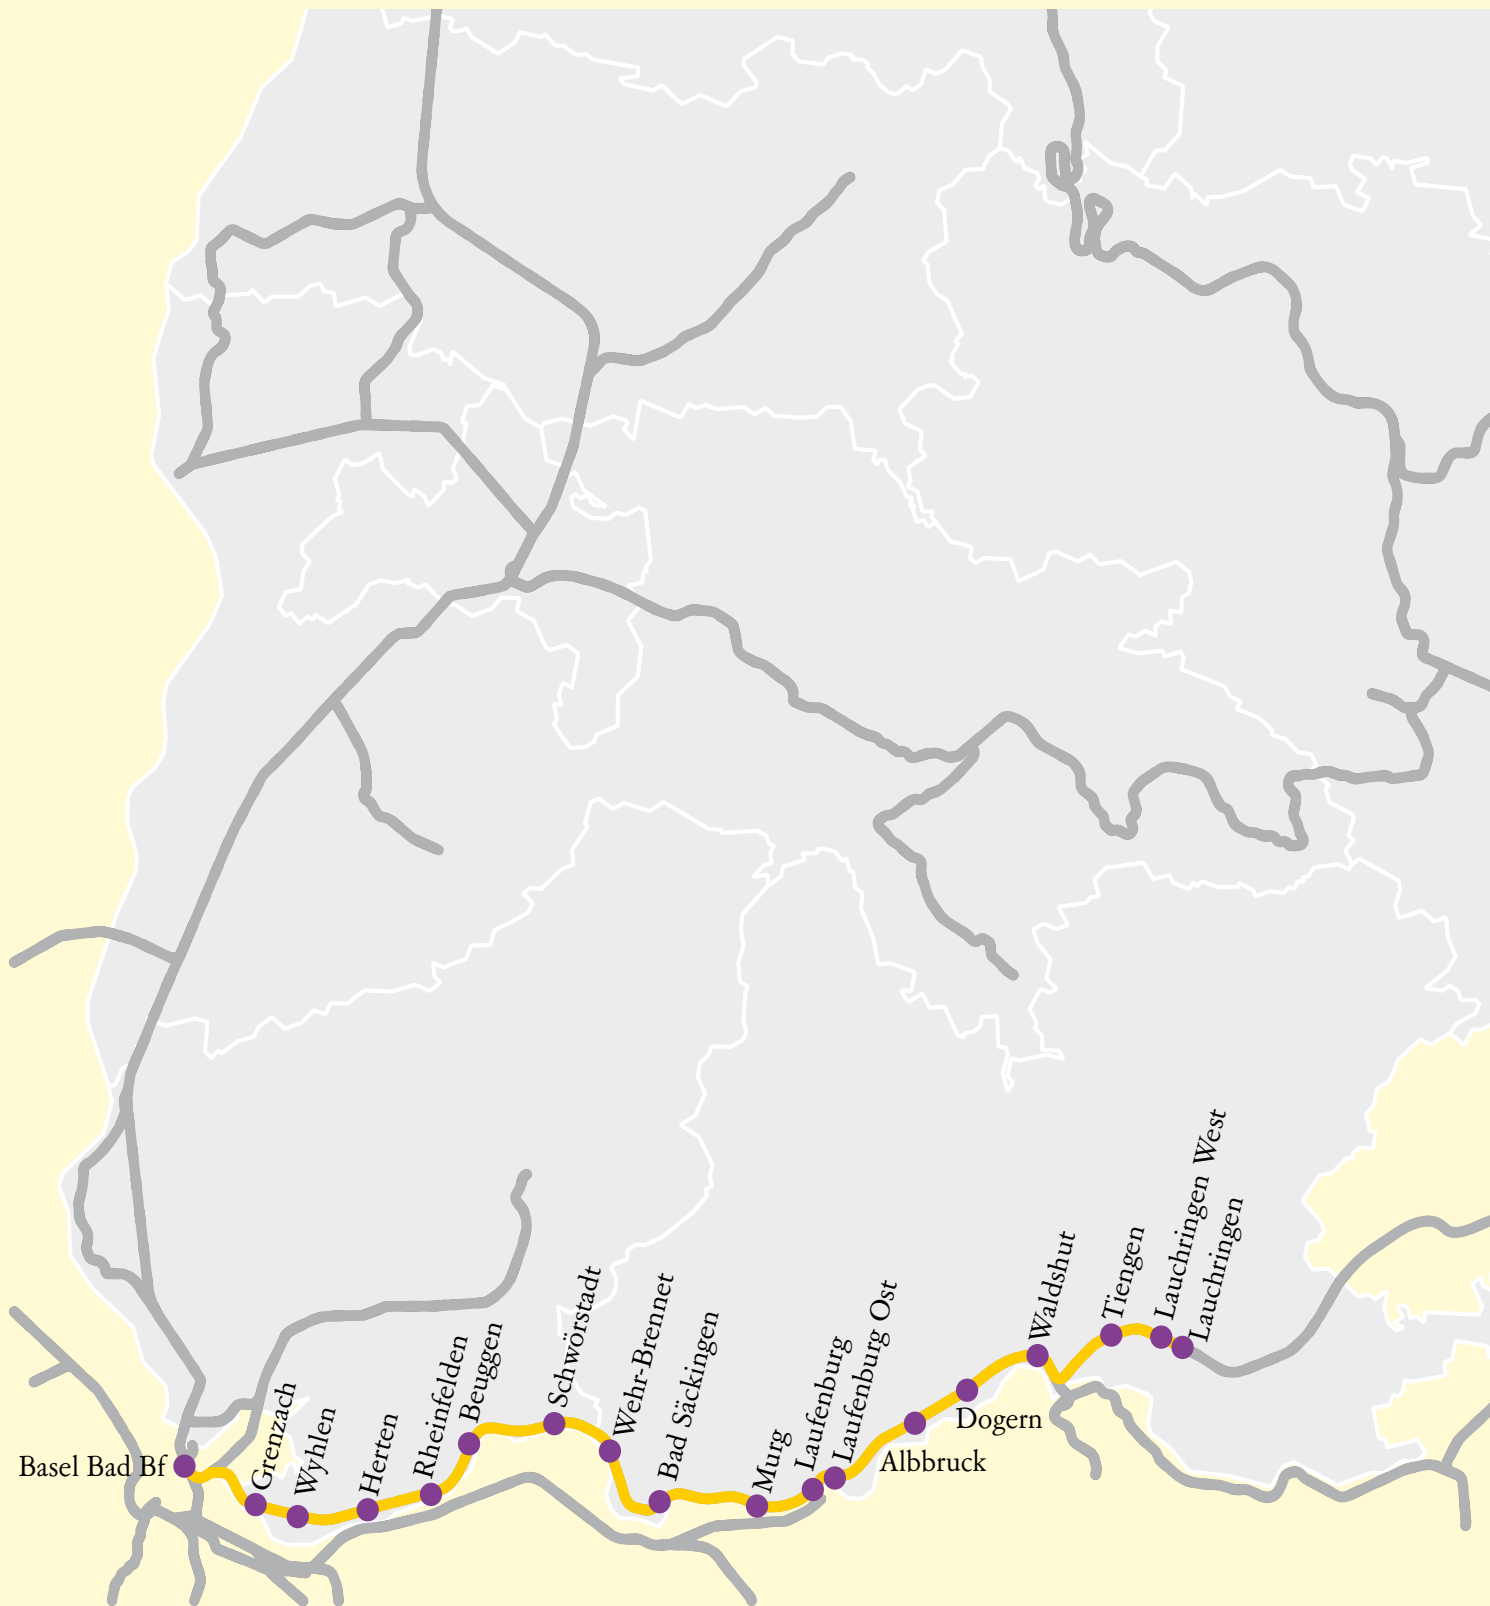 Basel Bad Bf
Grenzach
Wyhlen
Herten
Rheinfelden
Beuggen
Schwörstadt
Wehr-Brennet
Bad Säckingen
Murg
Laufenburg
Laufenburg Ost
Albbruck
Dogern
Waldshut
Tiengen
Lauchringen West
Lauchringen